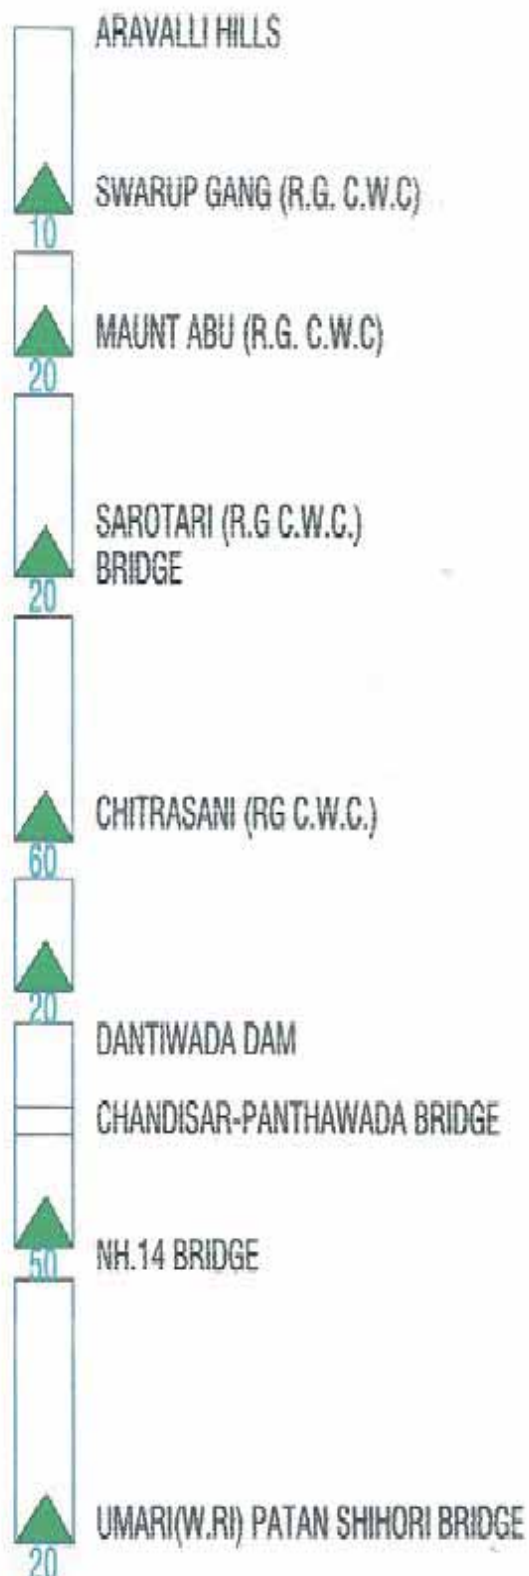 ARAVALLI HILLS
SWARUP GANG (R.G. C.W.C)
10
MAUNT ABU (R.G. C.W.C)
20
SAROTARI (R.G C.W.C.)
BRIDGE
20
CHITRASANI (RG C.W.C.)
60
20
DANTIWADA DAM
CHANDISAR-PANTHAWADA BRIDGE
NH.14 BRIDGE
50
UMARI(W.RI) PATAN SHIHORI BRIDGE
20